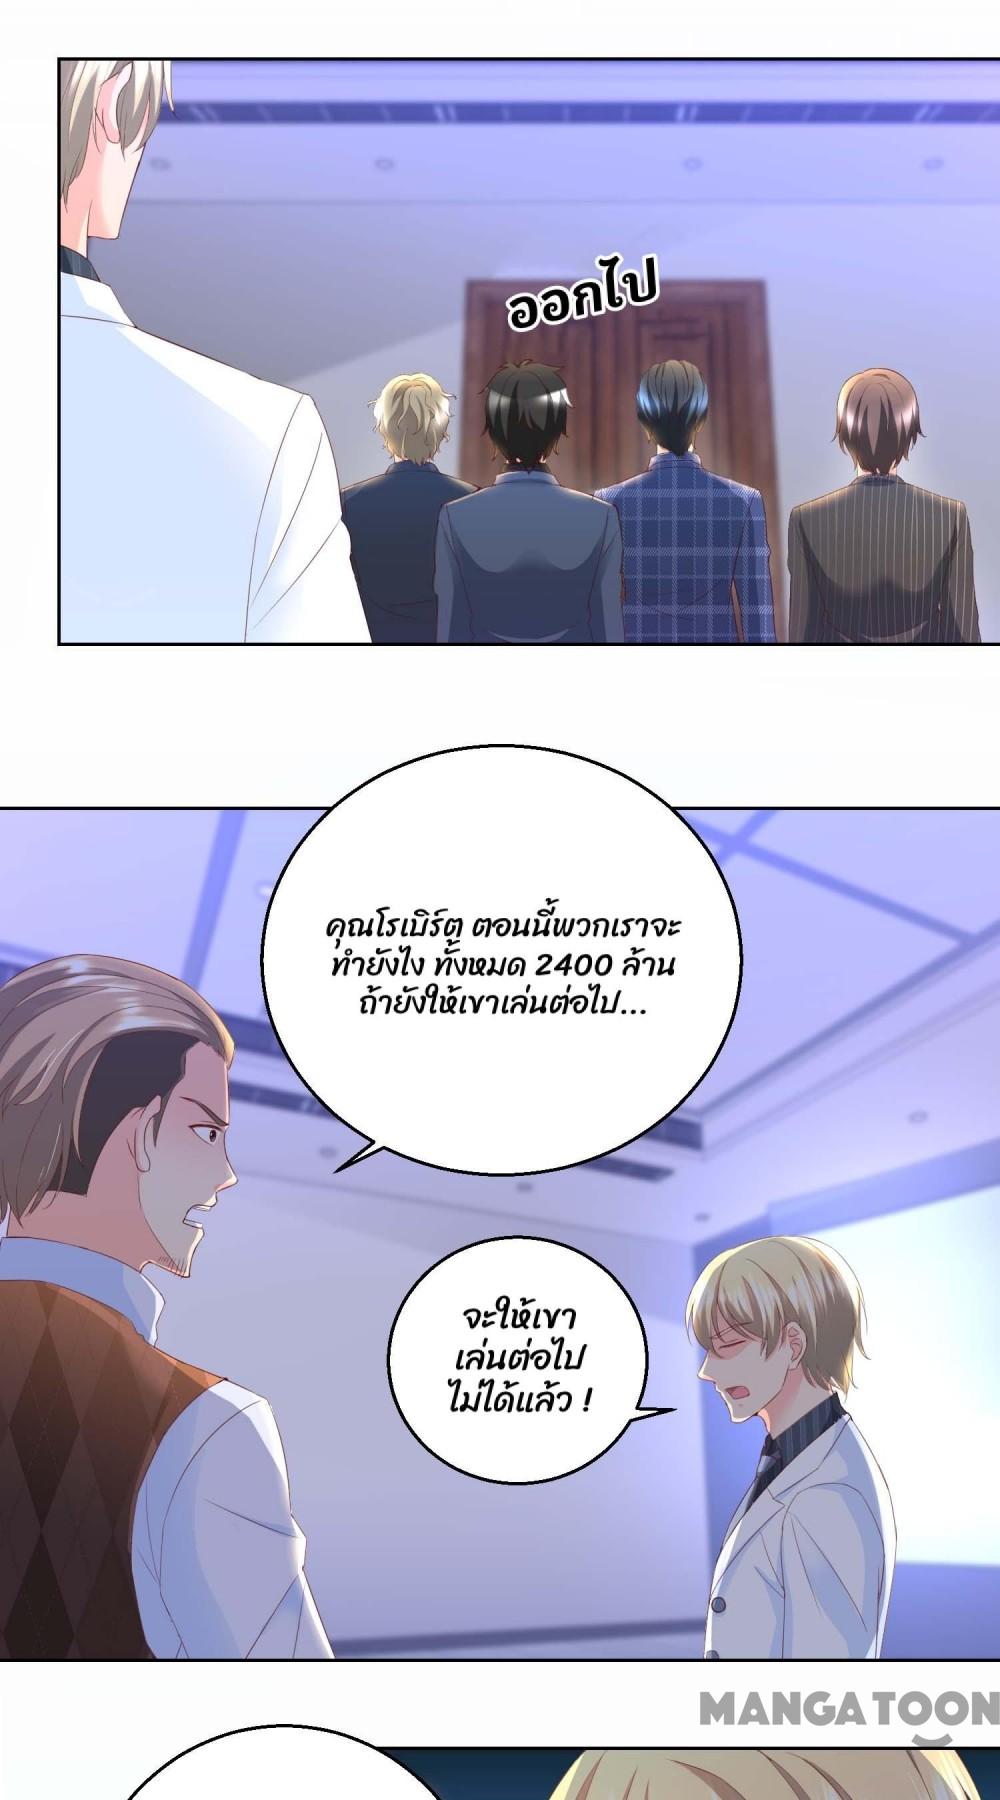 ออกไป
คุณโรเบิร์ต ตอนนี้พวกเราจะ
ทำยังไง ทั้งหมด 2400 ล้าน
ถ้ายังให้เขาเล่นต่อไป...
จะให้เขา
เล่นต่อไป
ไม่ได้แล้ว !
MANGATOON